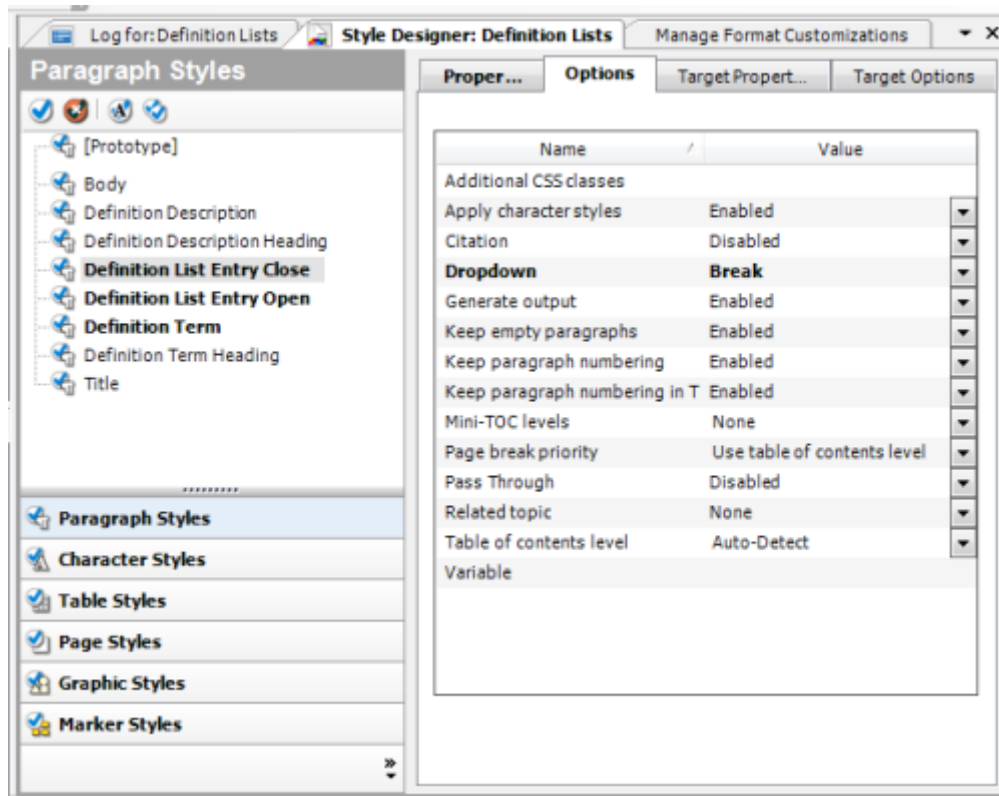 Log for: Definition Lists
Style Designer: Definition Lists
Manage Format Customizations
Paragraph Styles
[Prototype]
Body
Definition Description
Definition Description Heading
Definition List Entry Close
Definition List Entry Open
Definition Term
Definition Term Heading
Title
Paragraph Styles
Character Styles
Table Styles
Page Styles
Graphic Styles
Marker Styles
Proper... Options Target Propert... Target Options
Name Value
Additional CSS classes
Apply character styles Enabled
Citation Disabled
Dropdown Break
Generate output Enabled
Keep empty paragraphs Enabled
Keep paragraph numbering Enabled
Keep paragraph numbering in T Enabled
Mini-TOC levels None
Page break priority Use table of contents level
Pass Through Disabled
Related topic None
Table of contents level Auto-Detect
Variable